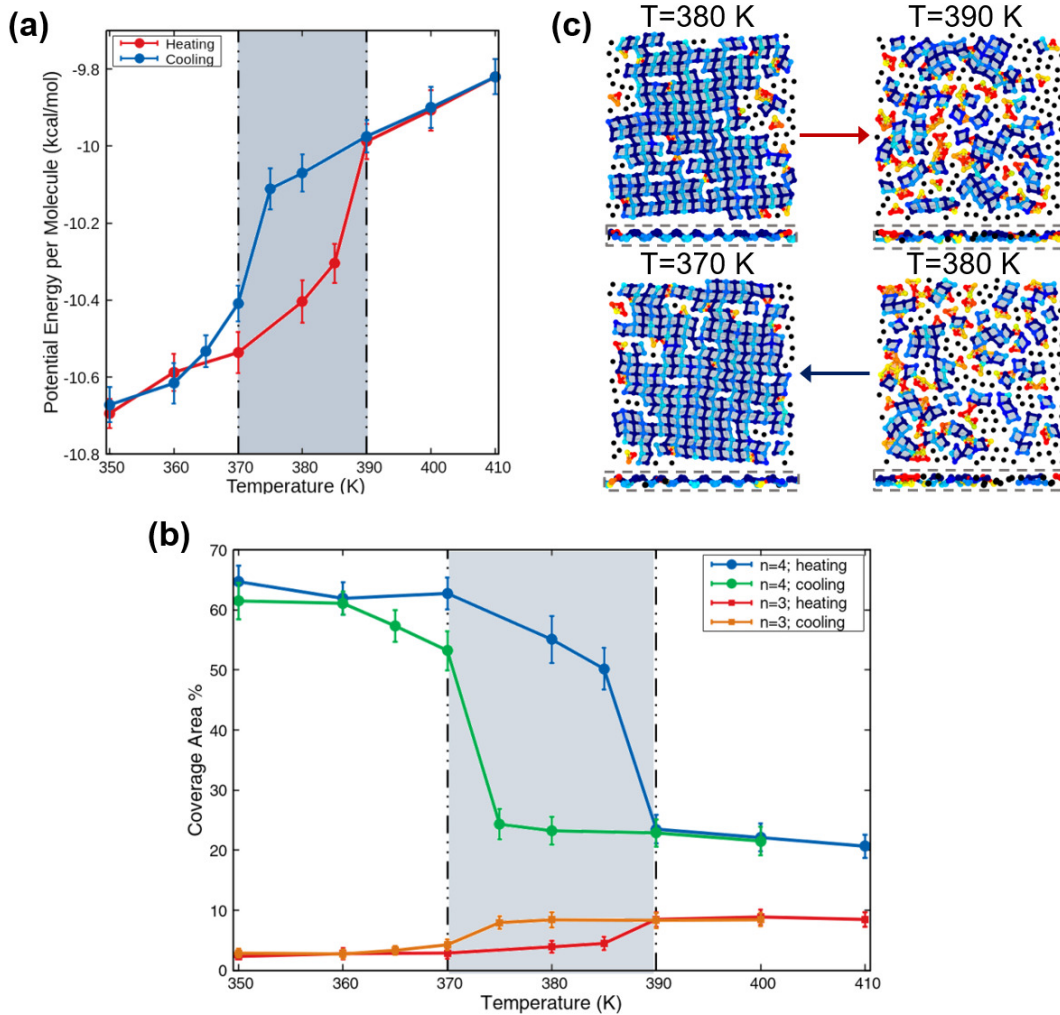 (a)
Heating
Cooling
Potential Energy per Molecule (kcal/mol)
-9.8
-10
-10.2
-10.4
-10.6
-10.8
350 360 370 380 390 400 410
Temperature (K)
(c)
T=380 K
T=390 K
T=370 K
T=380 K
(b)
n=4; heating
n=4; cooling
n=3; heating
n=3; cooling
Coverage Area %
70
60
50
40
30
20
10
0
350 360 370 380 390 400 410
Temperature (K)